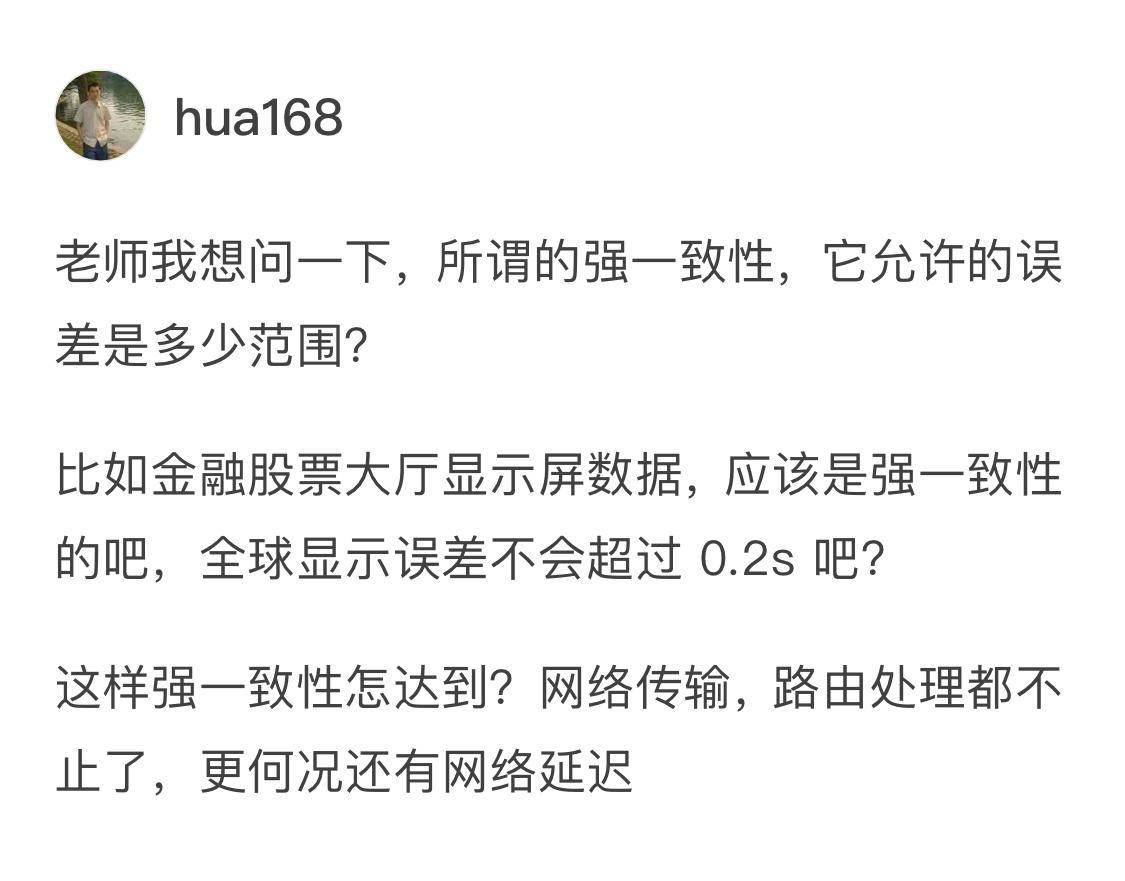 hua168
老师我想问一下，所谓的强一致性，它允许的误
差是多少范围？
比如金融股票大厅显示屏数据，应该是强一致性
的吧，全球显示误差不会超过 0.2s 吧？
这样强一致性怎达到？网络传输，路由处理都不
止了，更何况还有网络延迟